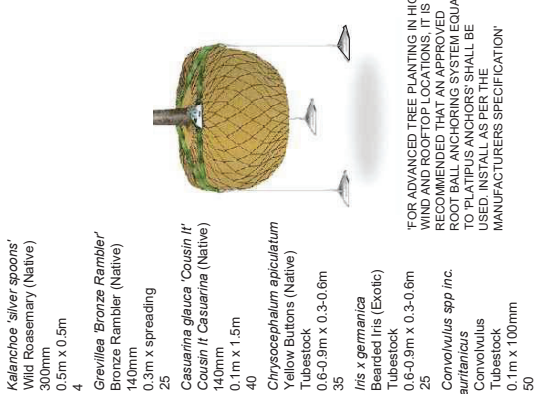 Kalanchoe 'silver spoons'
Wild Roasemary (Native)
300mm
0.5m x 0.5m
4
Grevillea 'Bronze Rambler'
Bronze Rambler (Native)
140mm
0.3m x spreading
25
Casuarina glauca 'Cousin It'
Cousin It Casuarina (Native)
140mm
0.1m x 1.5m
40
Chrysocephalum apiculatum
Yellow Buttons (Native)
Tubestock
0.6-0.9m x 0.3-0.6m
35
Iris x germanica
Bearded Iris (Exotic)
Tubestock
0.6-0.9m x 0.3-0.6m
25
Convolvulus spp inc.
auritanicus
Convolvulus
Tubestock
0.1m x 100mm
50
'FOR ADVANCED TREE PLANTING IN HIG
WIND AND ROOFTOP LOCATIONS, IT IS
RECOMMENDED THAT AN APPROVED
ROOT BALL ANCHORING SYSTEM EQUA
TO 'PLATIPUS ANCHORS' SHALL BE
USED. INSTALL AS PER THE
MANUFACTURERS SPECIFICATION'